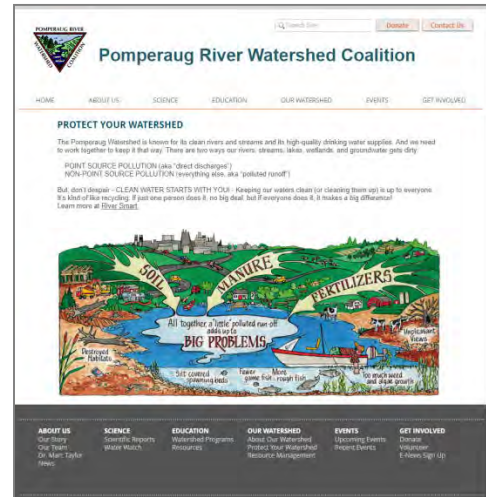 POMPERAUG RIVER
WATERSHED
COALITION
Search Site
Donate
Contact Us
Pomperaug River Watershed Coalition
HOME
ABOUT US
SCIENCE
EDUCATION
OUR WATERSHED
EVENTS
GET INVOLVED
PROTECT YOUR WATERSHED
The Pomperaug Watershed is known for its clean rivers and streams and its high-quality drinking water supplies. And we need
to work together to keep it that way. There are two ways our rivers, streams, lakes, wetlands, and groundwater gets dirty
POINT SOURCE POLLUTION (aka "direct discharges")
NON-POINT SOURCE POLLUTION (everything else, aka "polluted runoff")
But, don't despair - CLEAN WATER STARTS WITH YOU! - Keeping our waters clean (or cleaning them up) is up to everyone
It's kind of like recycling; if just one person does it, no big deal, but if everyone does it, it makes a big difference!
Learn more at River Smart.
SOIL
MANURE
FERTILIZERS
All together a "little" polluted run off
adds up to
BIG PROBLEMS
Destroyed
Habitats
Silt covered
spawning beds
Fewer
game fish
More
rough fish
Unpleasant
Views
Too much weed
and algae growth
ABOUT US
Our Story
Our Team
Dr. Marc Taylor
News
SCIENCE
Scientific Reports
Water Watch
EDUCATION
Watershed Programs
Resources
OUR WATERSHED
About Our Watershed
Protect Your Watershed
Resource Management
EVENTS
Upcoming Events
Recent Events
GET INVOLVED
Donate
Volunteer
E-News Sign Up